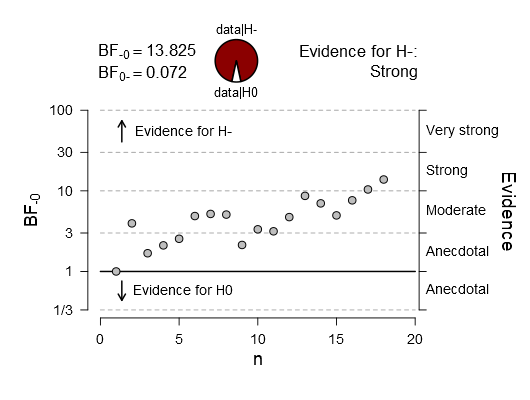 data|H-
BF-0 = 13.825
BF0- = 0.072
Evidence for H-:
Strong
data|H0
100
30
10
3
1
1/3
BF-0
Evidence for H-
Evidence for H0
Very strong
Strong
Moderate
Anecdotal
Anecdotal
Evidence
0 5 10 15 20
n